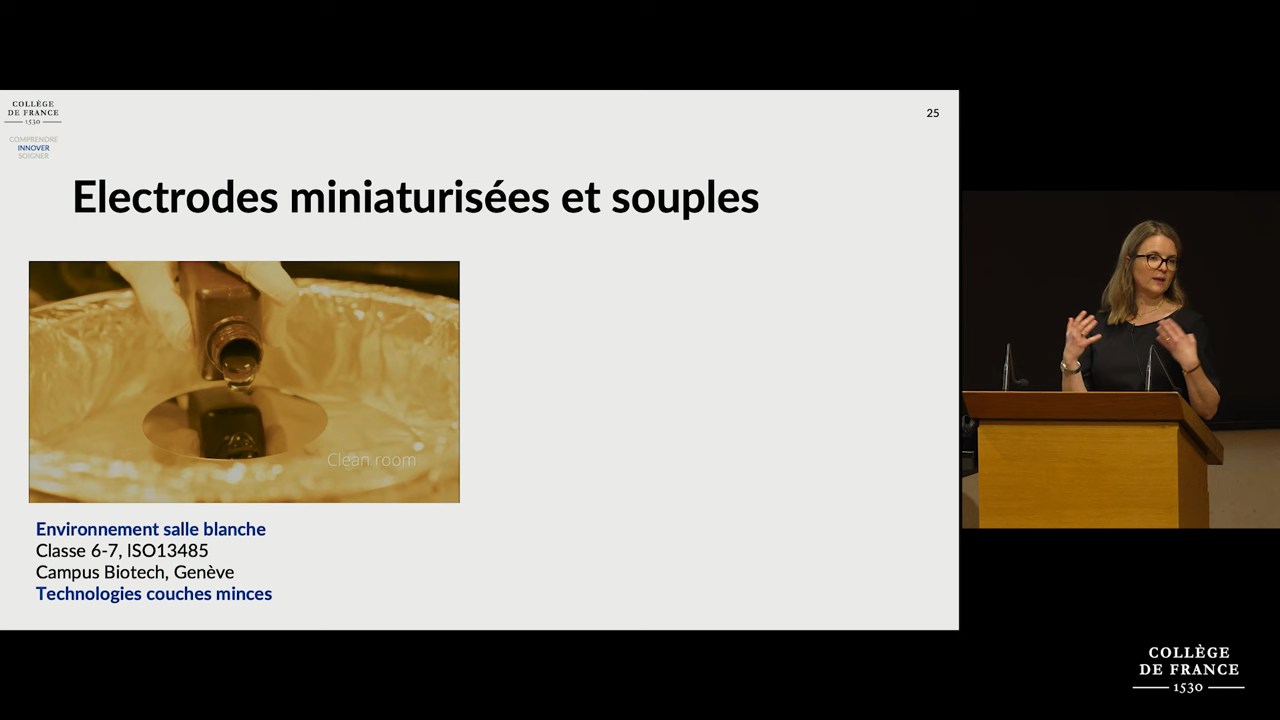 COLLÈGE
DE FRANCE
1530
COMPRENDRE
INNOVER
SOIGNER
25
Electrodes miniaturisées et souples
Clean room
Environnement salle blanche
Classe 6-7, ISO13485
Campus Biotech, Genève
Technologies couches minces
COLLÈGE
DE FRANCE
1530